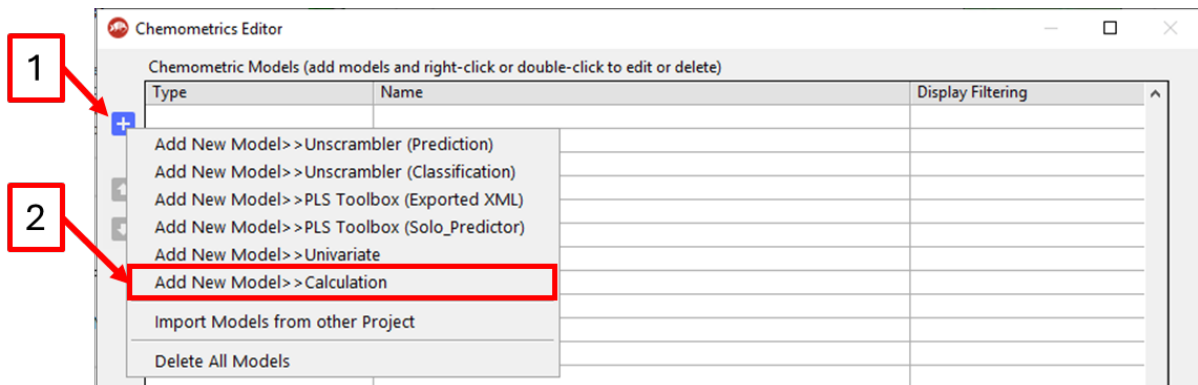 Chemometrics Editor
1
Chemometric Models (add models and right-click or double-click to edit or delete)
Type Name Display Filtering
Add New Model>>Unscrambler (Prediction)
Add New Model>>Unscrambler (Classification)
Add New Model>>PLS Toolbox (Exported XML)
2
Add New Model>>PLS Toolbox (Solo_Predictor)
Add New Model>>Univariate
Add New Model>>Calculation
Import Models from other Project
Delete All Models